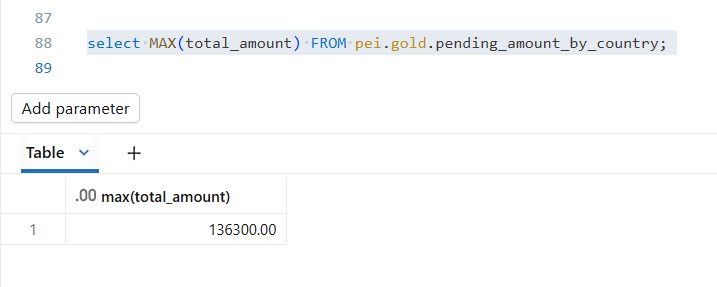 87
88 select MAX(total_amount) FROM pei.gold.pending_amount_by_country;
89
Add parameter
Table +
.00 max(total_amount)
1 136300.00